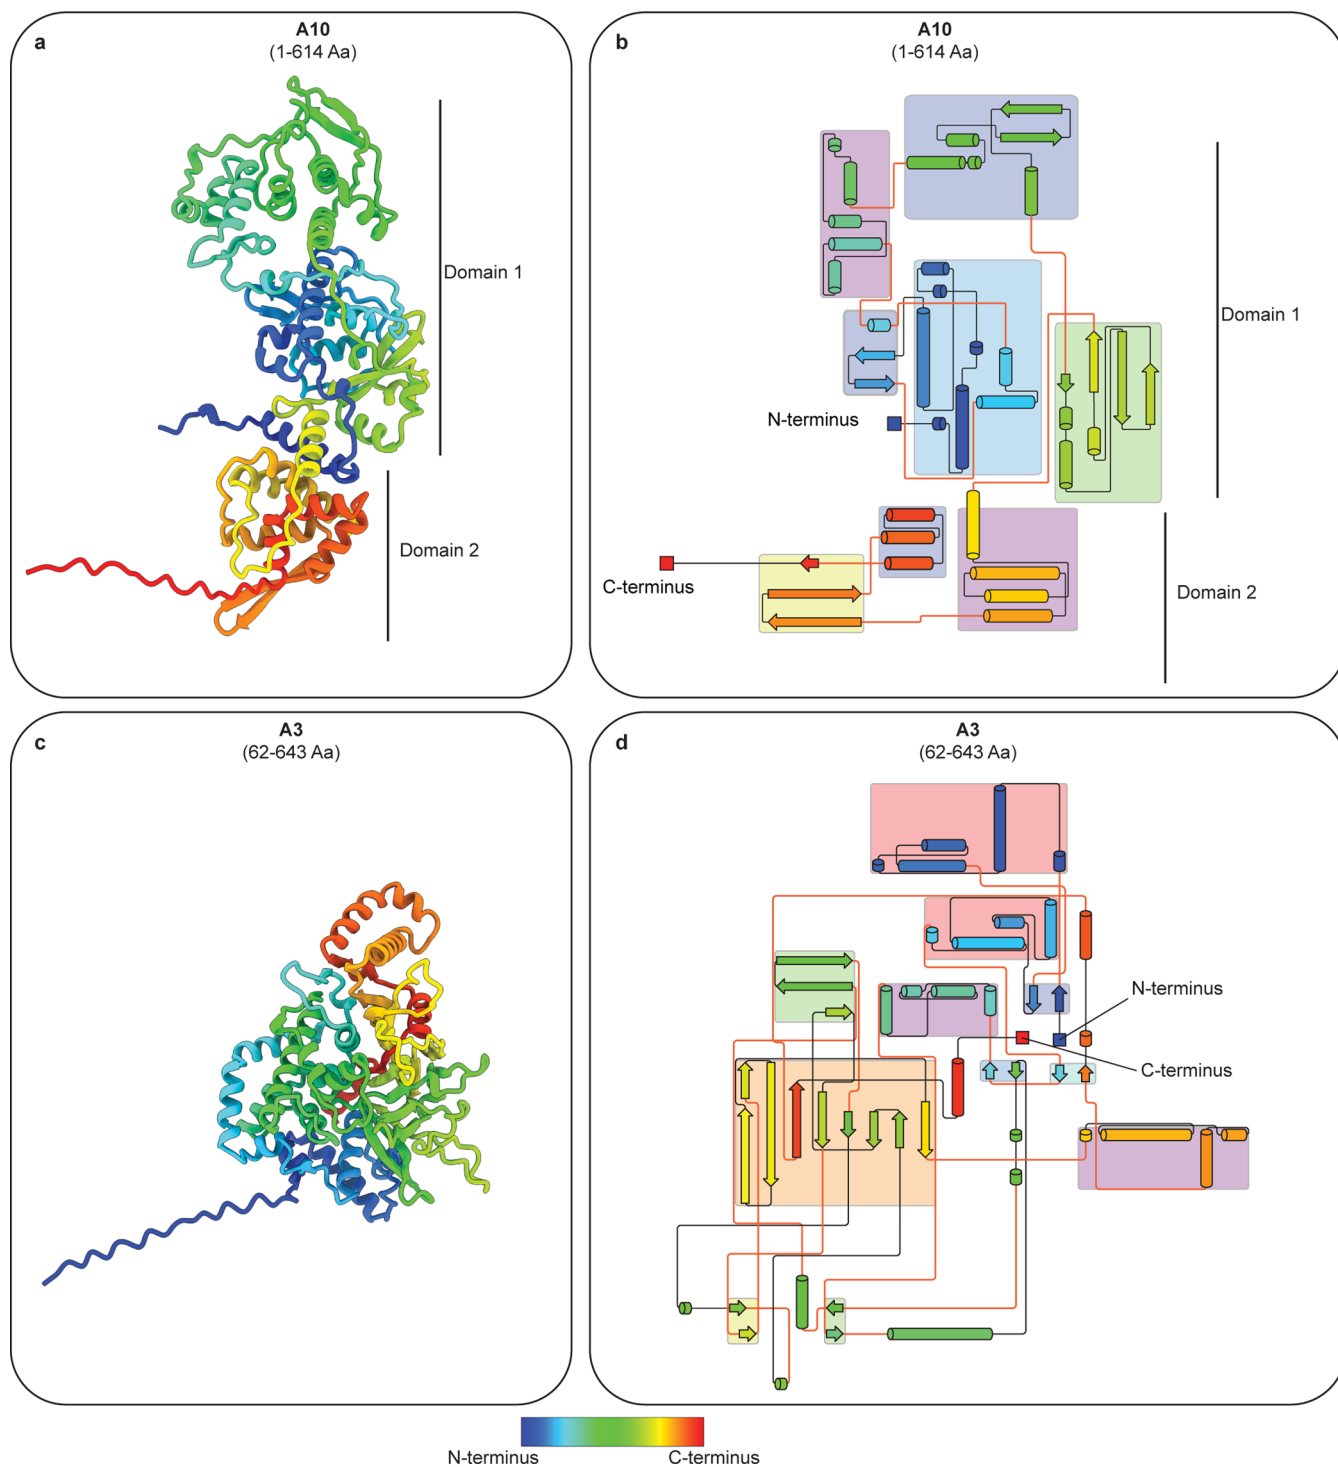 a
A10
(1-614 Aa)
Domain 1
Domain 2
b
A10
(1-614 Aa)
Domain 1
N-terminus
C-terminus
Domain 2
c
A3
(62-643 Aa)
d
A3
(62-643 Aa)
N-terminus
C-terminus
N-terminus
C-terminus